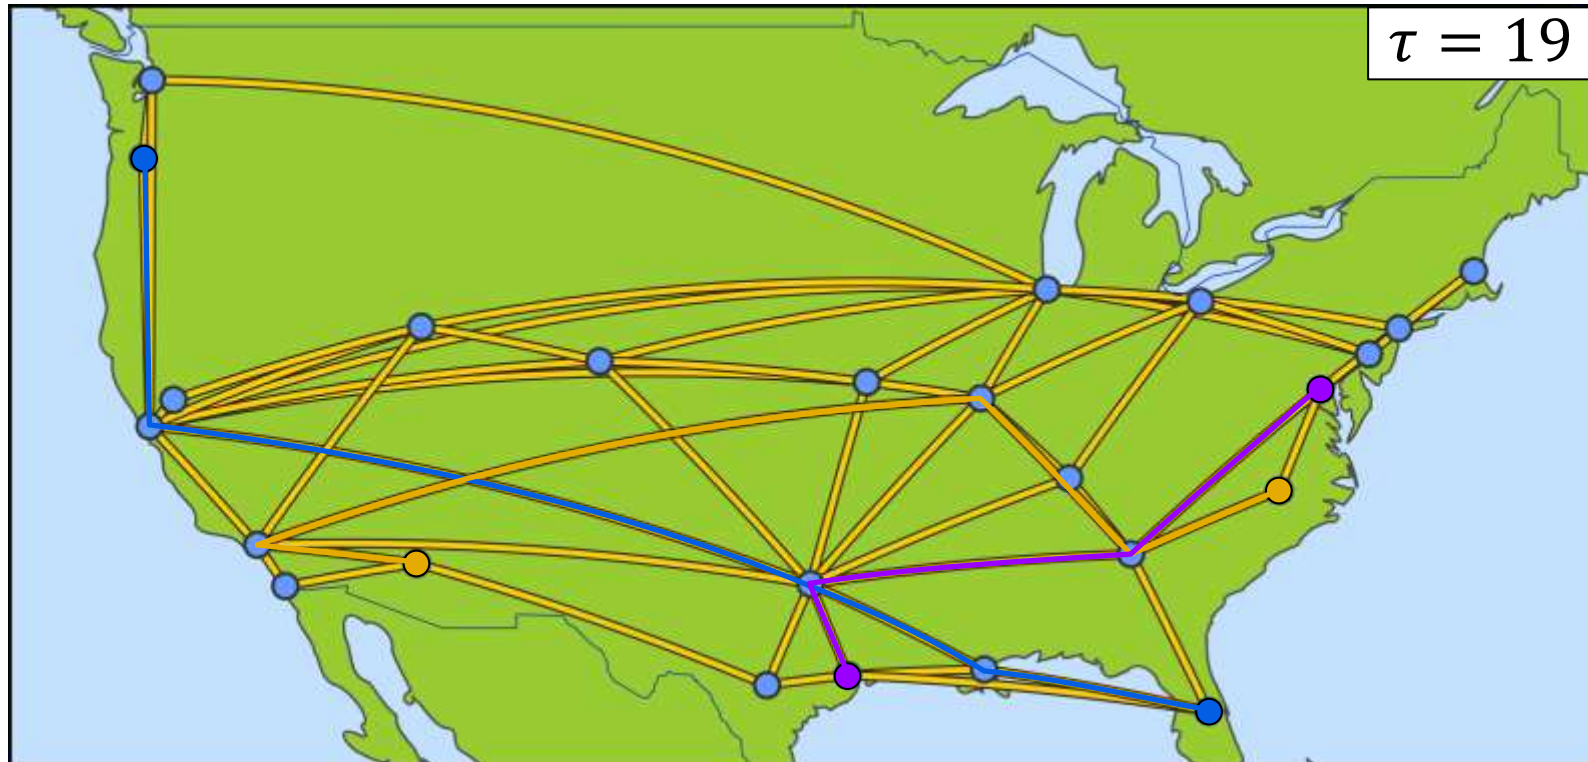 τ = 19